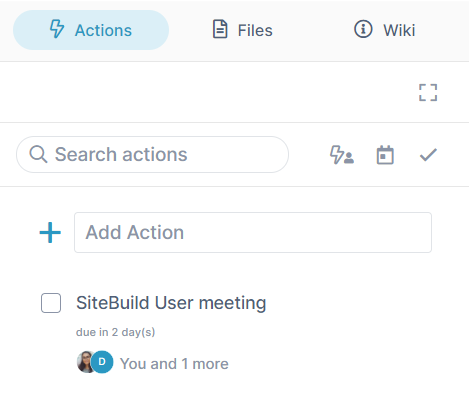 Actions
Files
Wiki
Search actions
Add Action
SiteBuild User meeting
due in 2 day(s)
D
You and 1 more